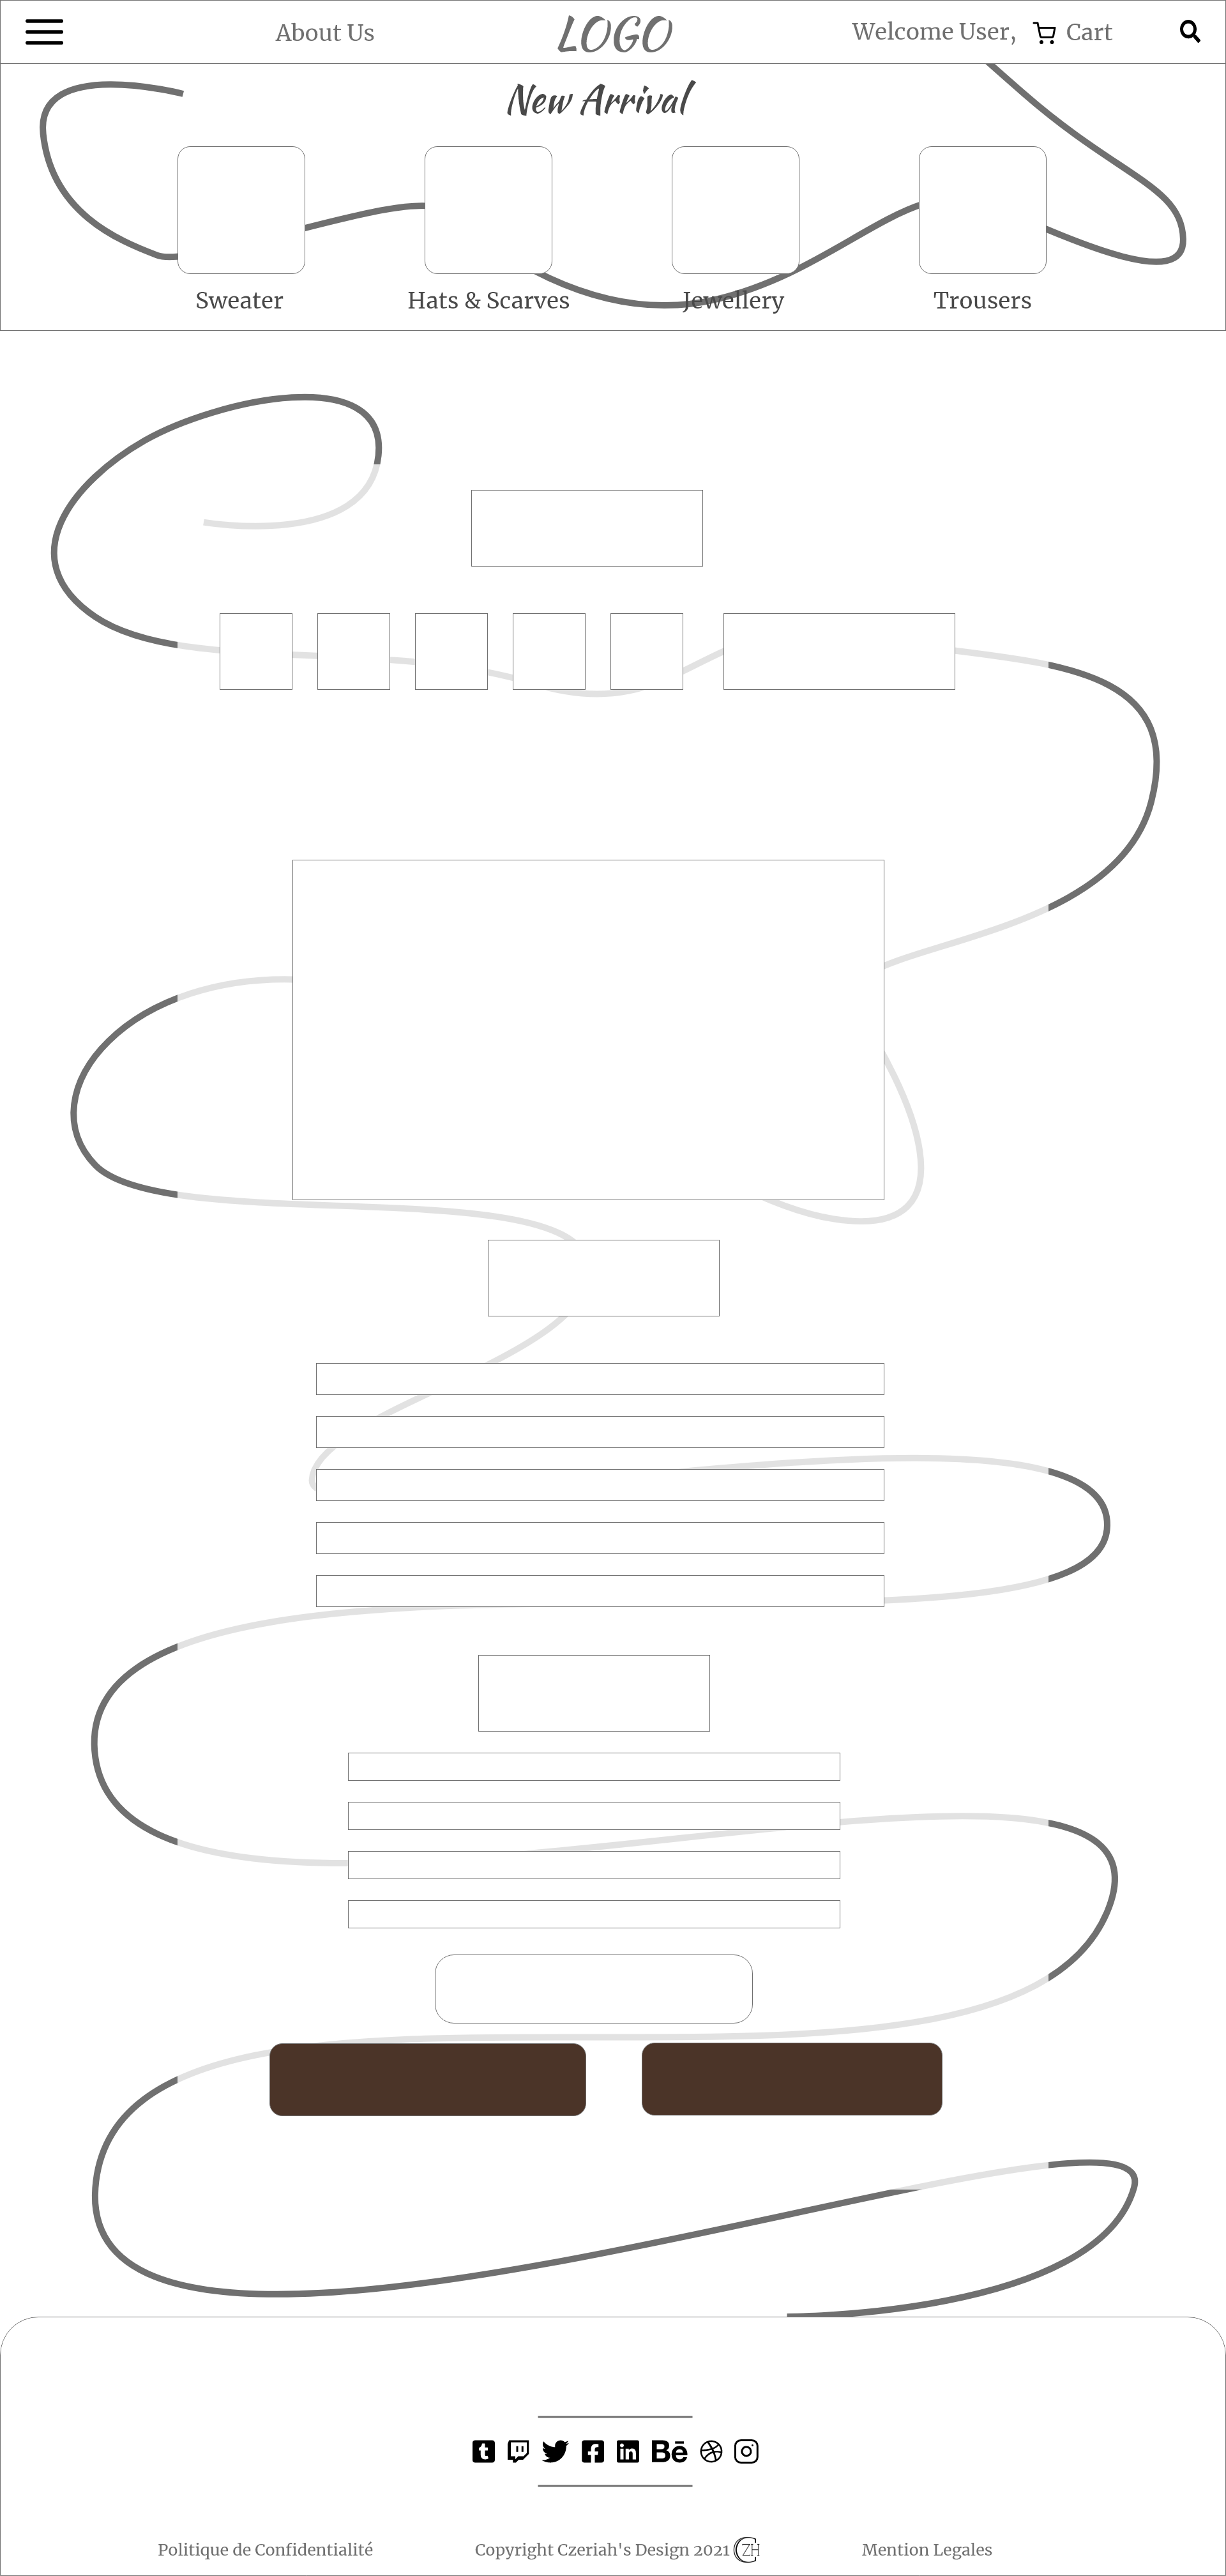 About Us
LOGO
Welcome User,
Cart
New Arrival
Sweater
Hats & Scarves
Jewellery
Trousers
Politique de Confidentialité
Copyright Czeriah's Design 2021 CZH
Mention Legales